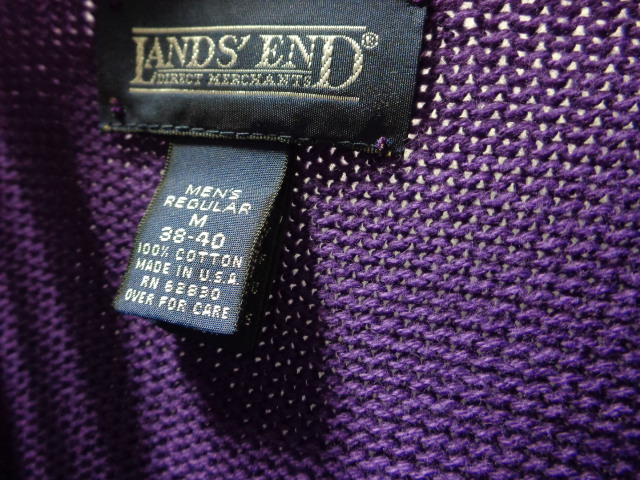 LANDS' END®
DIRECT MERCHANTS
MEN'S
REGULAR
M
38-40
100% COTTON
MADE IN U.S.A.
RN 62830
OVER FOR CARE